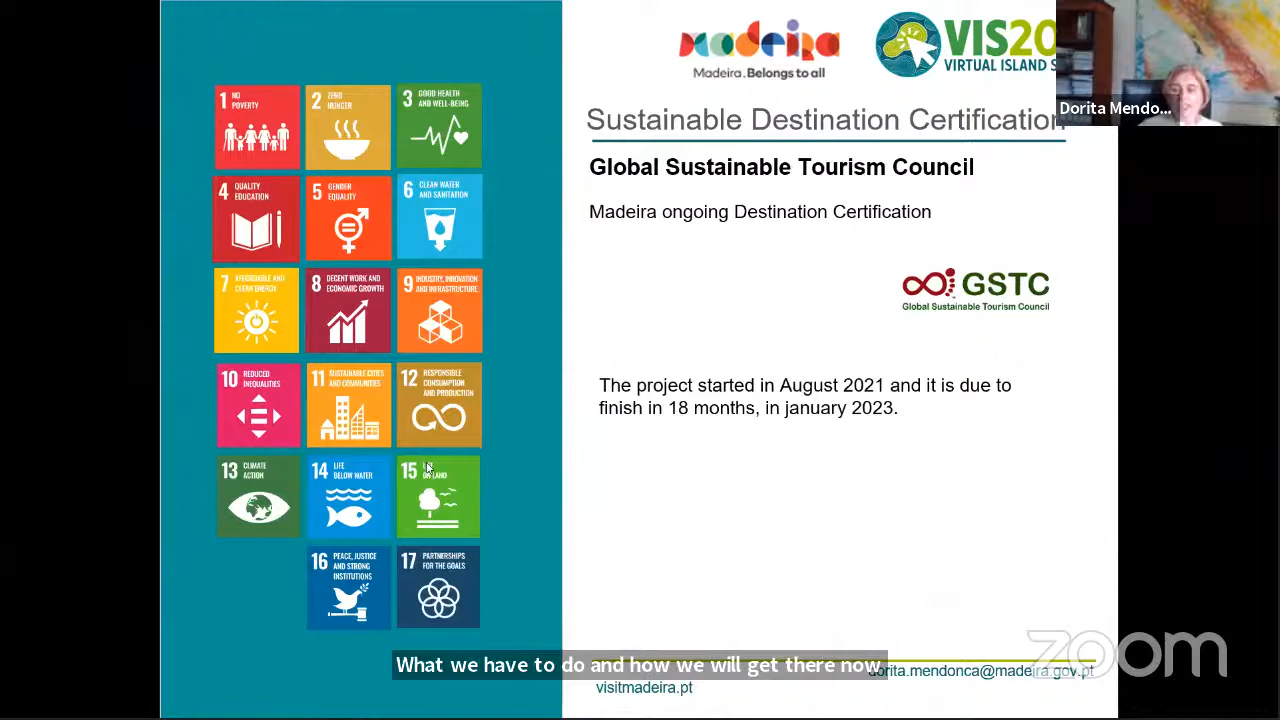 1 NO
POVERTY
2 ZERO
HUNGER
3 GOOD HEALTH
AND WELL-BEING
4 QUALITY
EDUCATION
5 GENDER
EQUALITY
6 CLEAN WATER
AND SANITATION
7 AFFORDABLE AND
CLEAN ENERGY
8 DECENT WORK AND
ECONOMIC GROWTH
9 INDUSTRY, INNOVATION
AND INFRASTRUCTURE
10 REDUCED
INEQUALITIES
11 SUSTAINABLE CITIES
AND COMMUNITIES
12 RESPONSIBLE
CONSUMPTION
AND PRODUCTION
13 CLIMATE
ACTION
14 LIFE
BELOW WATER
15
ON LAND
16 PEACE, JUSTICE
AND STRONG
INSTITUTIONS
17 PARTNERSHIPS
FOR THE GOALS
madeira
Madeira. Belongs to all
VIS20
VIRTUAL ISLAND S
Dorita Mendo...
Sustainable Destination Certification
Global Sustainable Tourism Council
Madeira ongoing Destination Certification
GSTC
Global Sustainable Tourism Council
The project started in August 2021 and it is due to
finish in 18 months, in january 2023.
What we have to do and how we will get there now.
dorita.mendonca@madeira.gov.pt
visitmadeira.pt
zoom